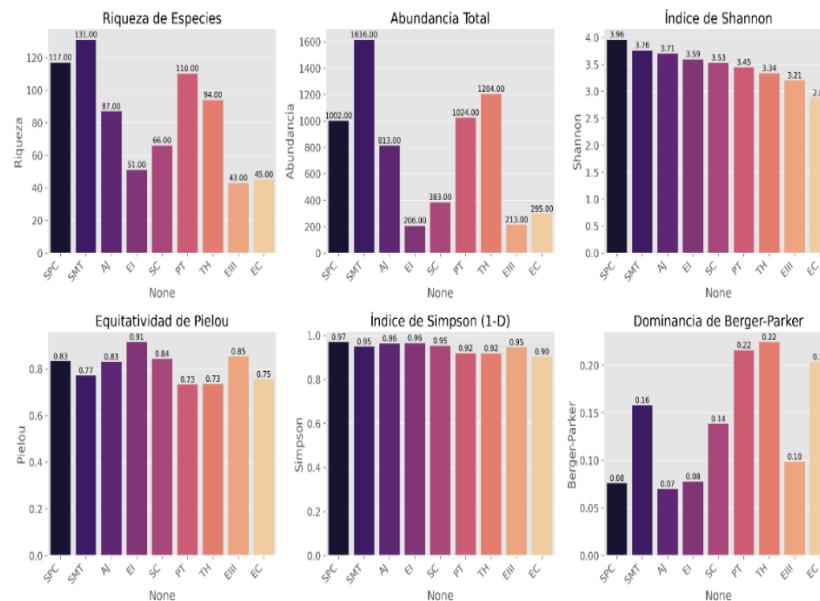 Riqueza de Especies
Riqueza
120
100
80
60
40
20
0
117.00
131.00
87.00
51.00
66.00
110.00
94.00
43.00
45.00
SPC
SMT
AJ
EI
SC
PT
TH
EIII
EC
None
Abundancia Total
Abundancia
1600
1400
1200
1000
800
600
400
200
0
1002.00
1616.00
813.00
206.00
383.00
1024.00
1204.00
213.00
295.00
SPC
SMT
AJ
EI
SC
PT
TH
EIII
EC
None
Índice de Shannon
Shannon
4.0
3.5
3.0
2.5
2.0
1.5
1.0
0.5
0.0
3.96
3.76
3.71
3.59
3.53
3.45
3.34
3.21
SPC
SMT
AJ
EI
SC
PT
TH
EIII
EC
None
Equitatividad de Pielou
Pielou
0.8
0.6
0.4
0.2
0.0
0.83
0.77
0.83
0.91
0.84
0.73
0.73
0.85
0.75
SPC
SMT
AJ
EI
SC
PT
TH
EIII
EC
None
Índice de Simpson (1-D)
Simpson
1.0
0.8
0.6
0.4
0.2
0.0
0.97
0.95
0.96
0.96
0.95
0.92
0.92
0.95
0.90
SPC
SMT
AJ
EI
SC
PT
TH
EIII
EC
None
Dominancia de Berger-Parker
Berger-Parker
0.20
0.15
0.10
0.05
0.00
0.08
0.16
0.07
0.08
0.14
0.22
0.22
0.10
SPC
SMT
AJ
EI
SC
PT
TH
EIII
EC
None